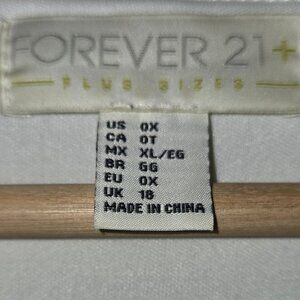 FOREVER 21+
PLUS SIZES
US 0X
CA 0T
MX XL/EG
BR GG
EU 0X
UK 18
MADE IN CHINA